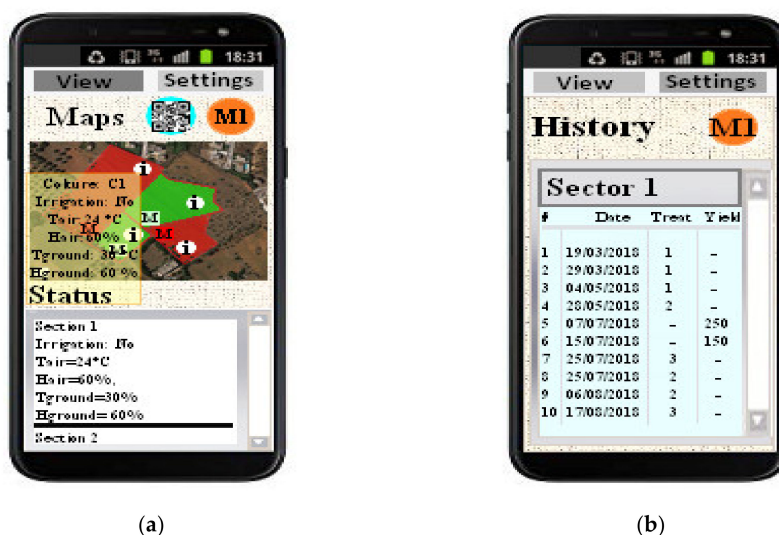 3G 18:31
View Settings
Maps M1
i
i
i
M
M
M
M
Cokure: C1
Irrigation: No
Tair:24 *C
Hair:60%
Tground: 30 *C
Hground: 60 %
Status
Section 1
Irrigation: No
Tair=24*C
Hair=60%,
Tground=30%
Hground= 60%
Section 2
(a)
3G 18:31
View Settings
History M1
Sector 1
# Date Treat Yield
1 19/03/2018 1 –
2 29/03/2018 1 –
3 04/05/2018 1 –
4 28/05/2018 2 –
5 07/07/2018 – 250
6 15/07/2018 – 150
7 25/07/2018 3 –
8 25/07/2018 2 –
9 06/08/2018 2 –
10 17/08/2018 3 –
(b)